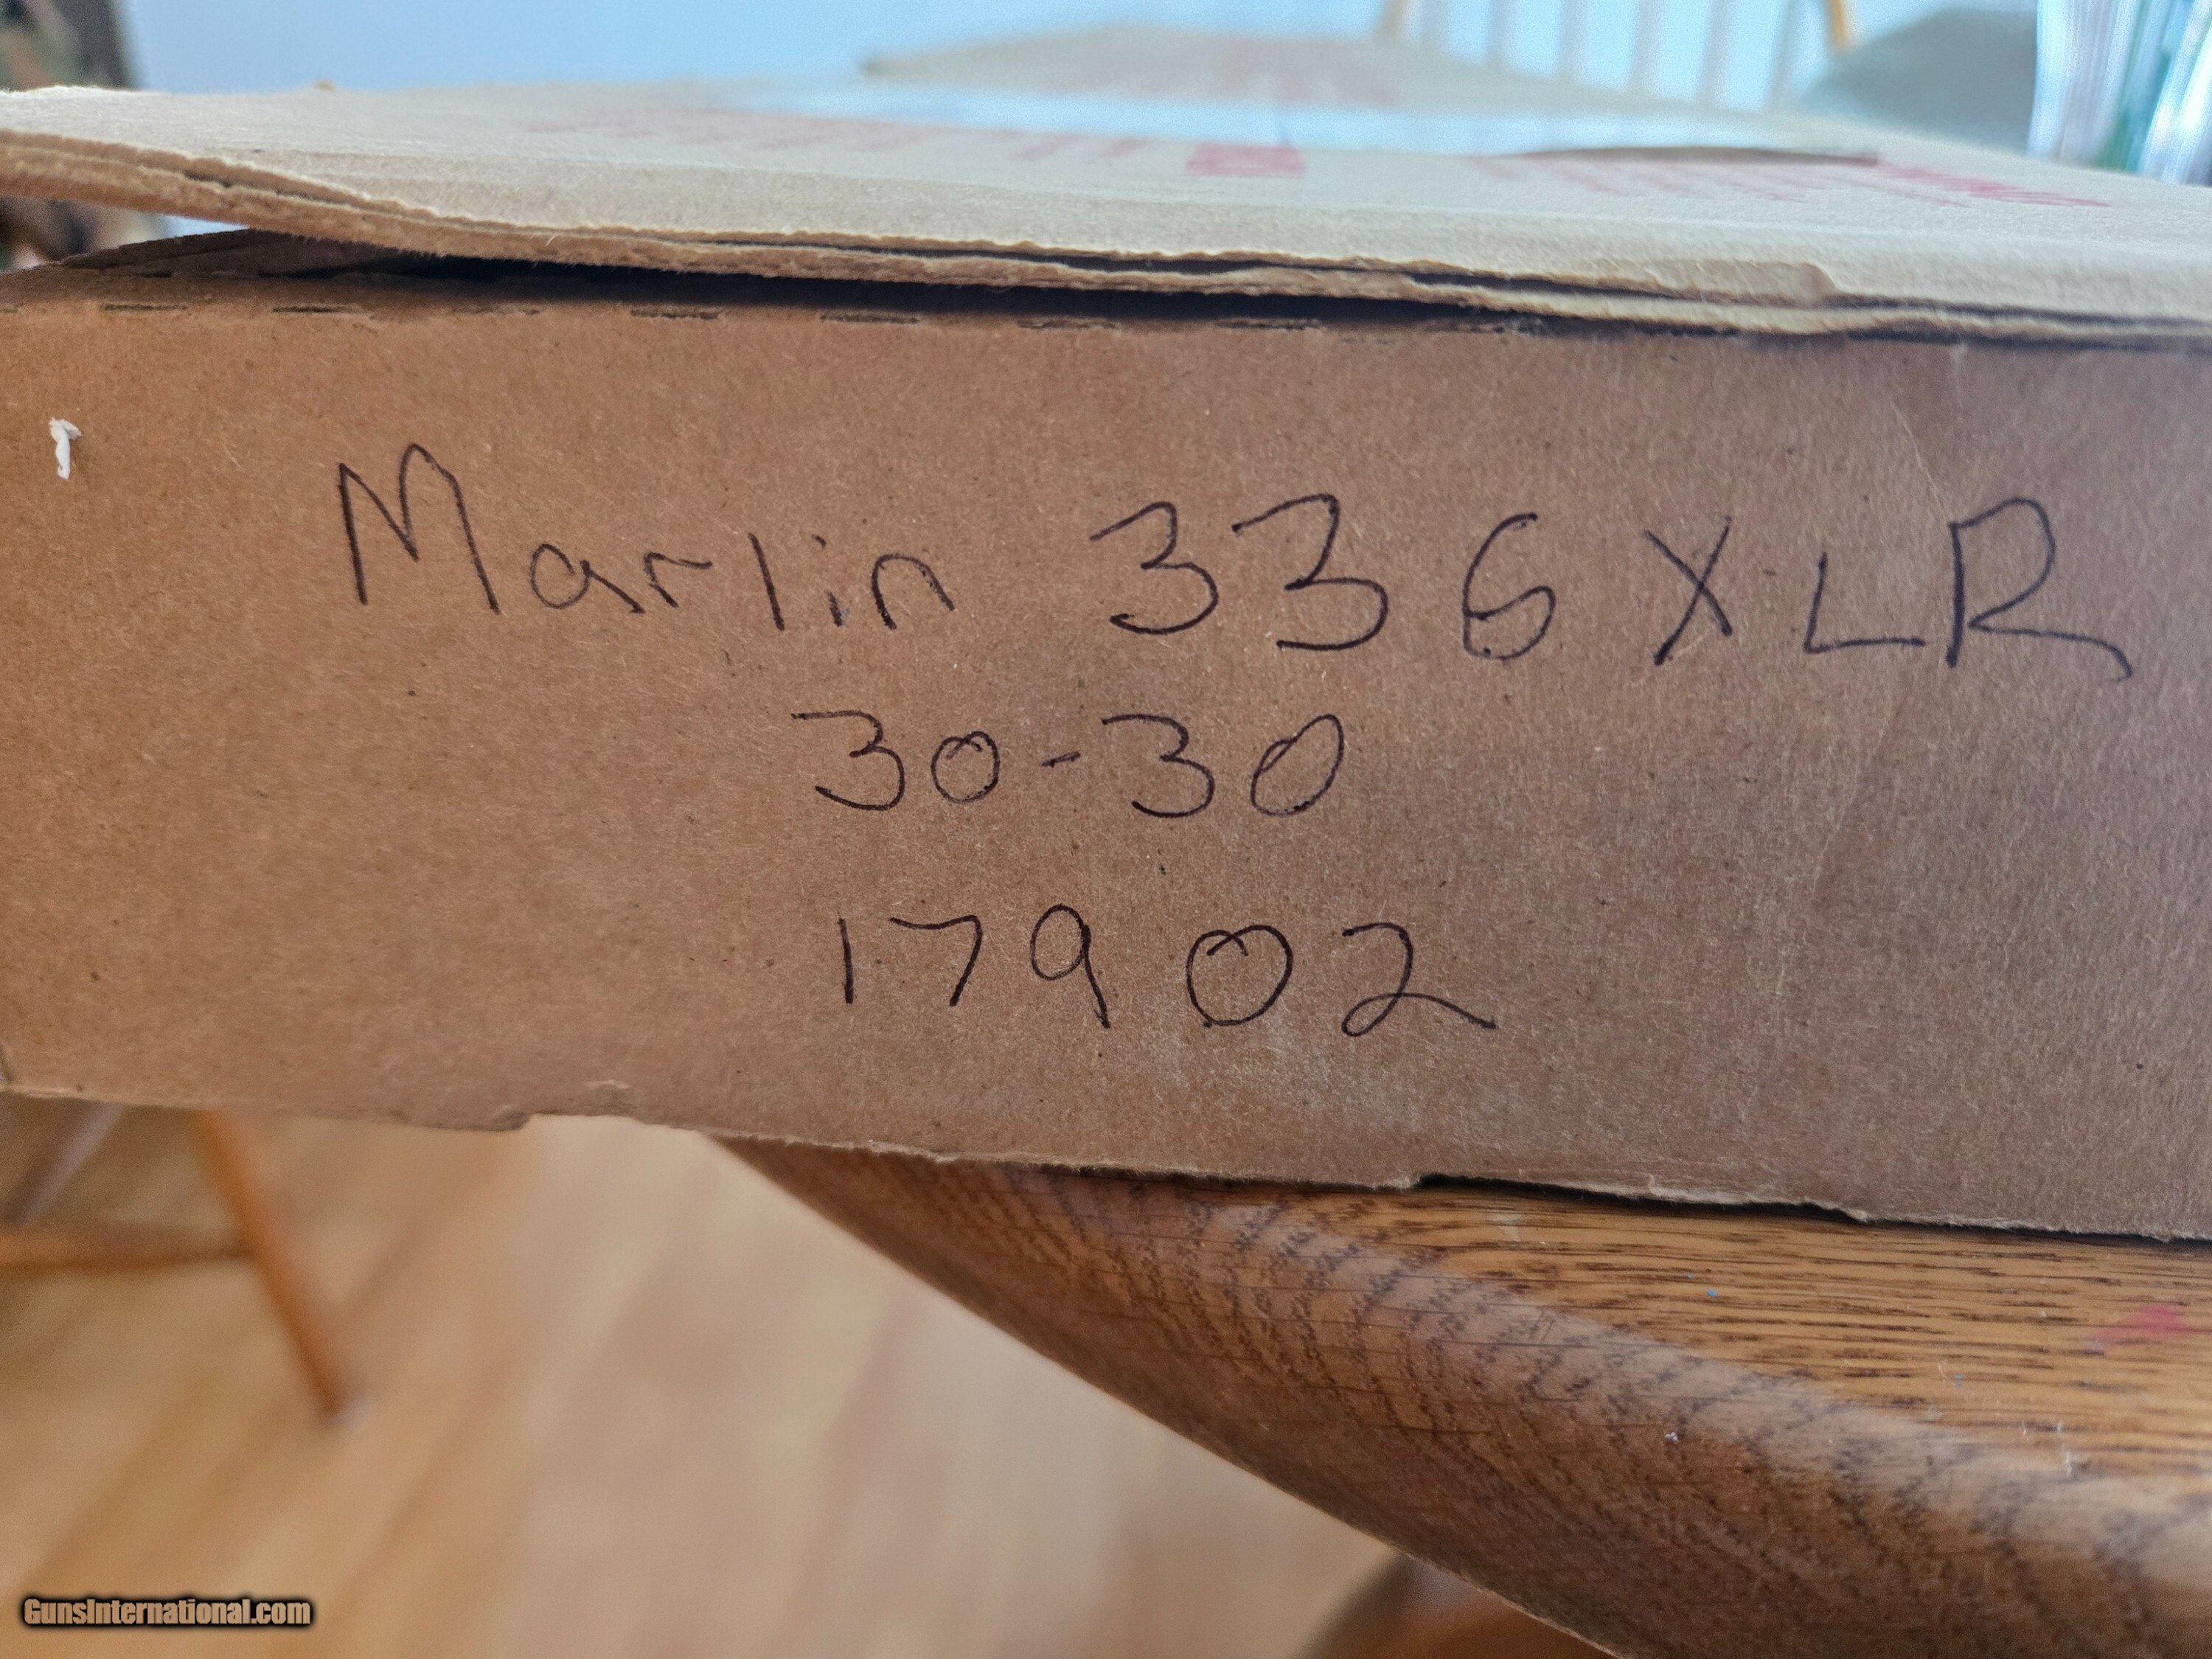 Marlin 336XLR
30-30
17902
GunsInternational.com